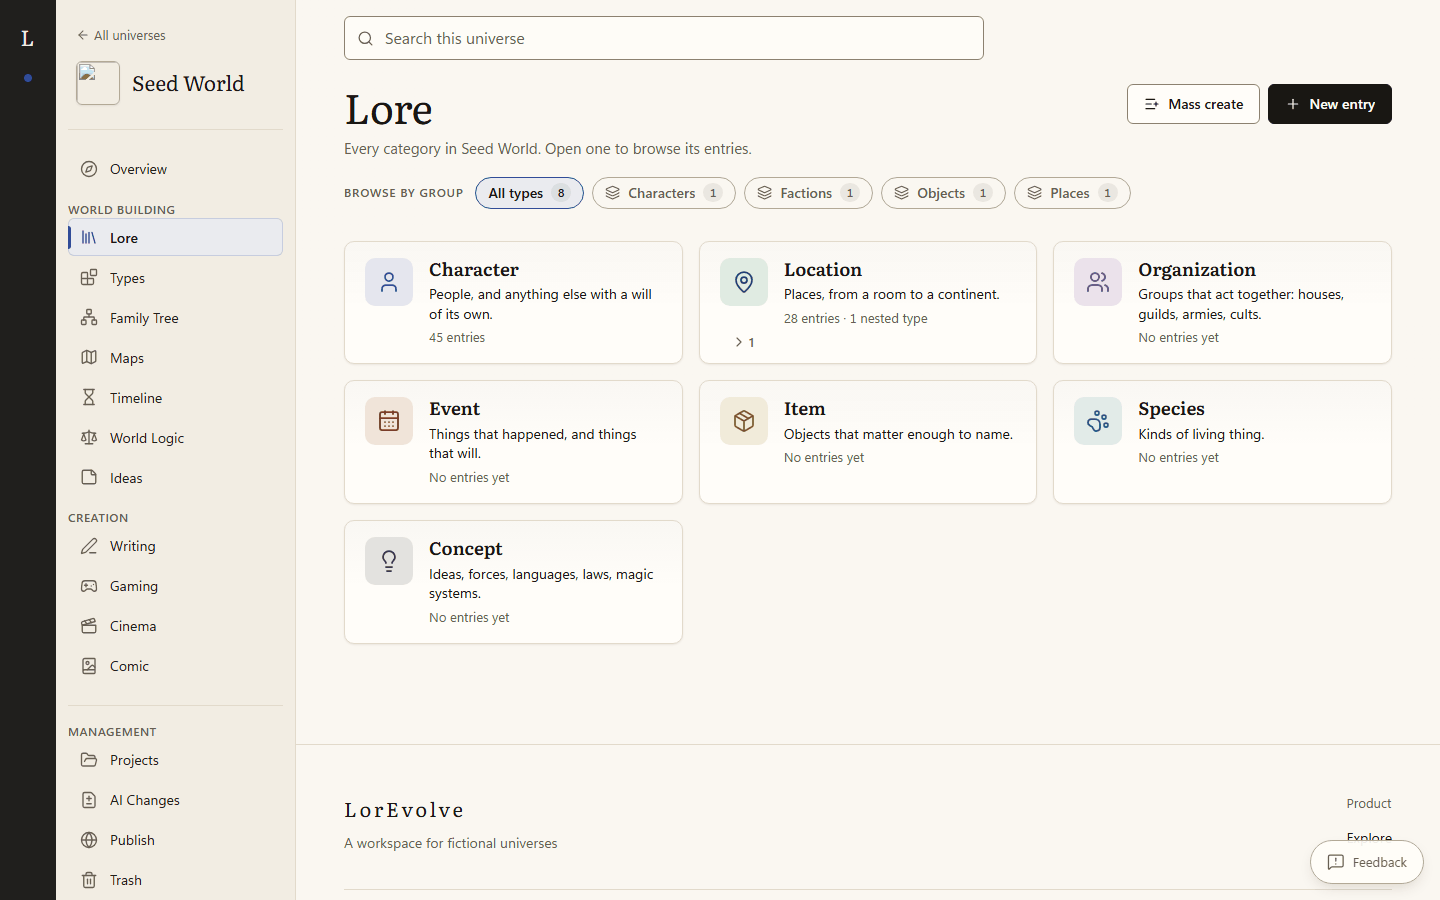 L
All universes
Seed World
Overview
WORLD BUILDING
Lore
Types
Family Tree
Maps
Timeline
World Logic
Ideas
CREATION
Writing
Gaming
Cinema
Comic
MANAGEMENT
Projects
AI Changes
Publish
Trash
Search this universe
Lore
Mass create
New entry
Every category in Seed World. Open one to browse its entries.
BROWSE BY GROUP
All types 8
Characters 1
Factions 1
Objects 1
Places 1
Character
People, and anything else with a will
of its own.
45 entries
Location
Places, from a room to a continent.
28 entries · 1 nested type
1
Organization
Groups that act together: houses,
guilds, armies, cults.
No entries yet
Event
Things that happened, and things
that will.
No entries yet
Item
Objects that matter enough to name.
No entries yet
Species
Kinds of living thing.
No entries yet
Concept
Ideas, forces, languages, laws, magic
systems.
No entries yet
LorEvolve
A workspace for fictional universes
Product
Explore
Feedback